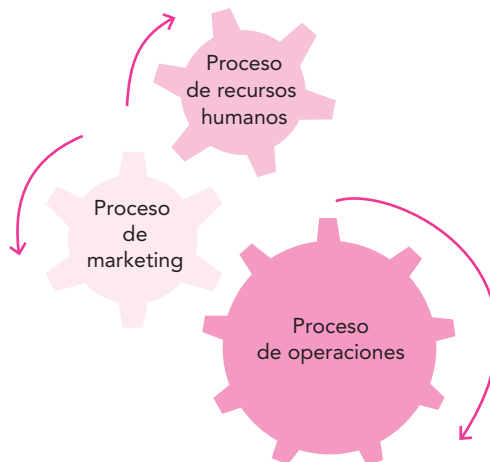 Proceso
de recursos
humanos
Proceso
de
marketing
Proceso
de operaciones